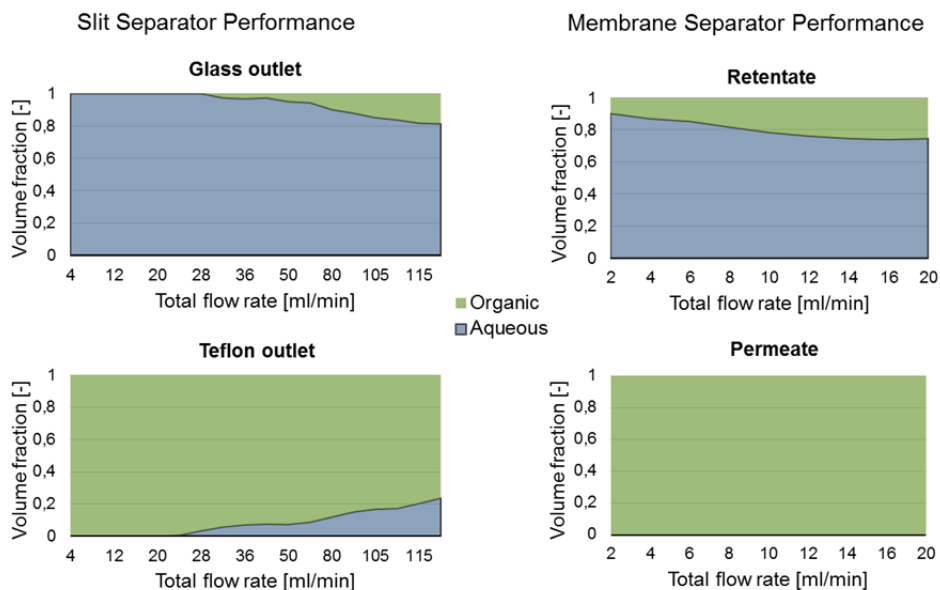 Slit Separator Performance
Membrane Separator Performance
Glass outlet
Volume fraction [-]
1
0,8
0,6
0,4
0,2
0
4 12 20 28 36 50 80 105 115
Total flow rate [ml/min]
Retentate
Volume fraction [-]
1
0,8
0,6
0,4
0,2
0
2 4 6 8 10 12 14 16 20
Total flow rate [ml/min]
Organic
Aqueous
Teflon outlet
Volume fraction [-]
1
0,8
0,6
0,4
0,2
0
4 12 20 28 36 50 80 105 115
Total flow rate [ml/min]
Permeate
Volume fraction [-]
1
0,8
0,6
0,4
0,2
0
2 4 6 8 10 12 14 16 20
Total flow rate [ml/min]